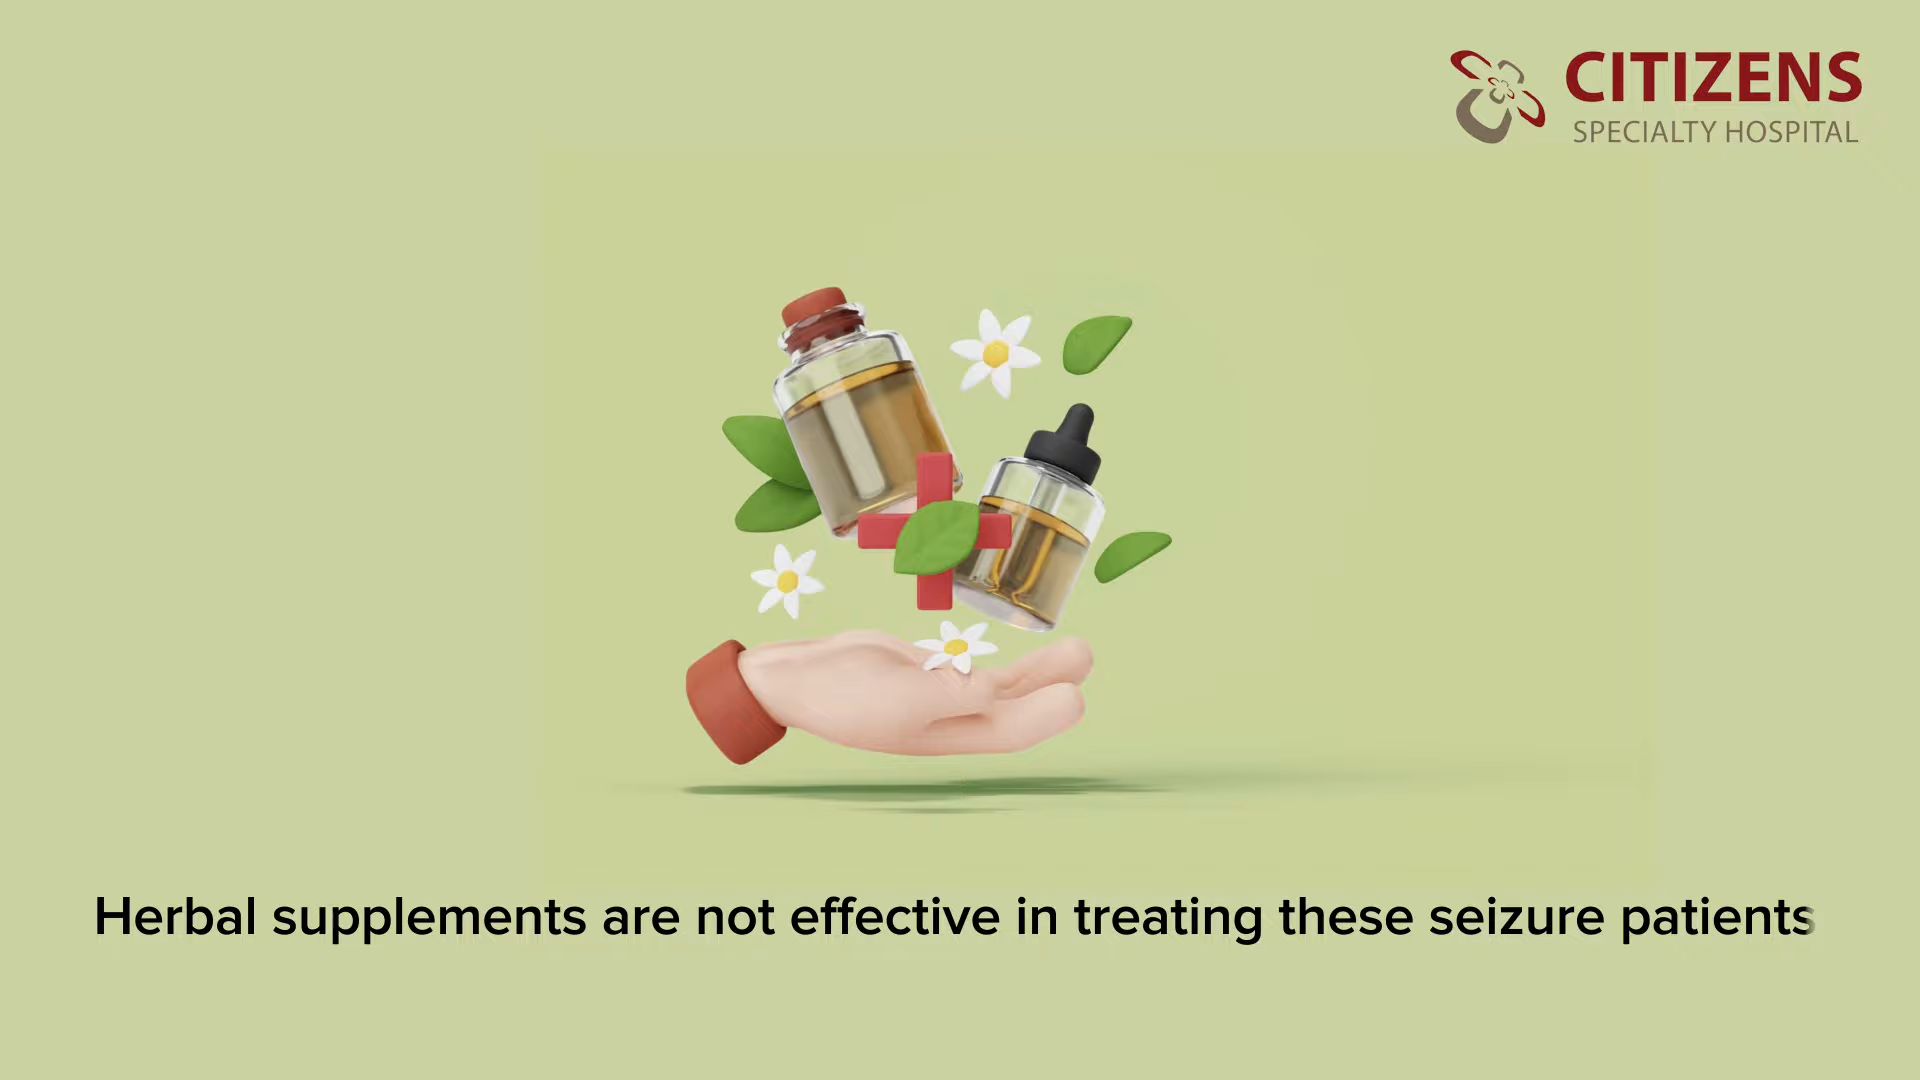 CITIZENS
SPECIALTY HOSPITAL
Herbal supplements are not effective in treating these seizure patients